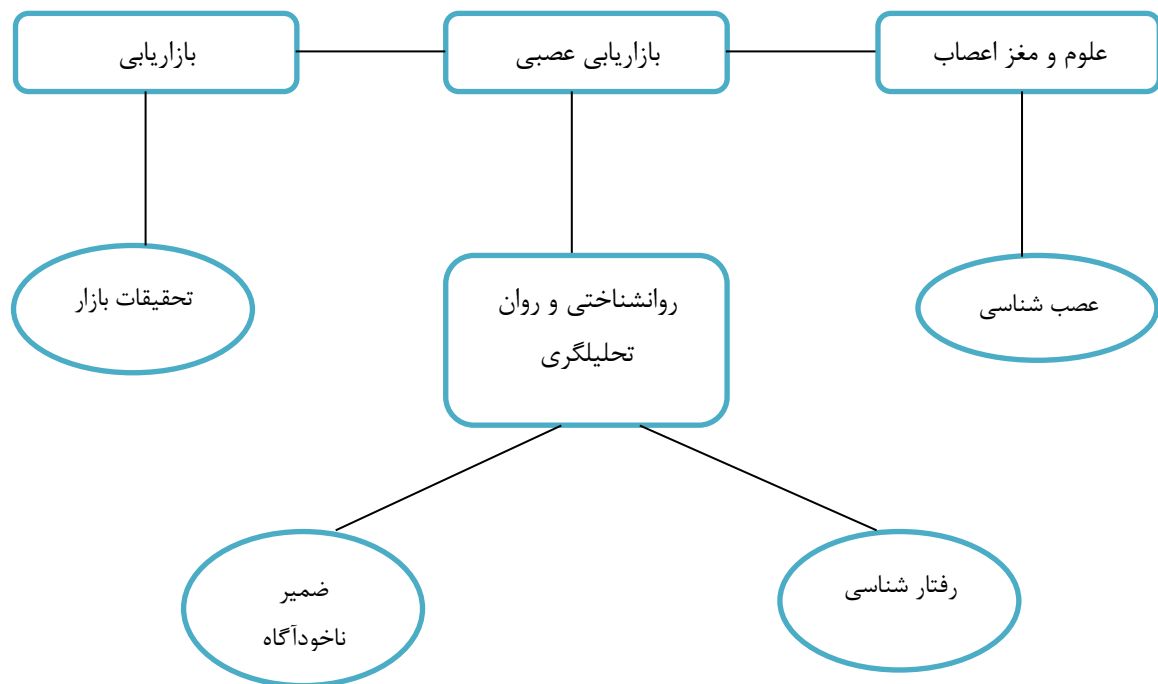 علوم و مغز اعصاب
بازاریابی عصبی
بازاریابی
عصب شناسی
روانشناختی و روان
تحلیلگری
تحقیقات بازار
رفتار شناسی
ضمیر
ناخودآگاه